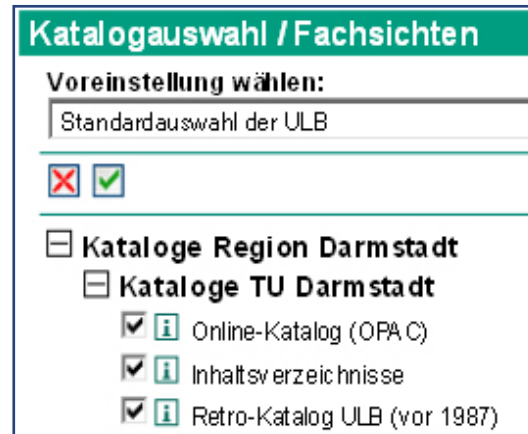 Katalogauswahl / Fachsichten
Voreinstellung wählen:
Standardauswahl der ULB
Kataloge Region Darmstadt
Kataloge TU Darmstadt
Online-Katalog (OPAC)
Inhaltsverzeichnisse
Retro-Katalog ULB (vor 1987)